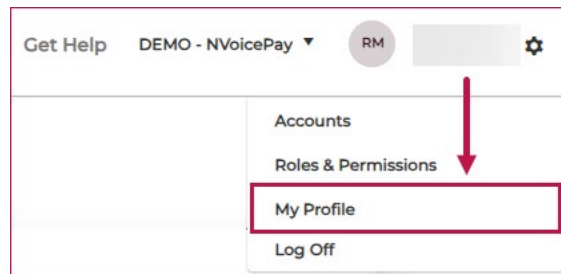 Get Help DEMO - NVoicePay ▼ RM
Accounts
Roles & Permissions
My Profile
Log Off